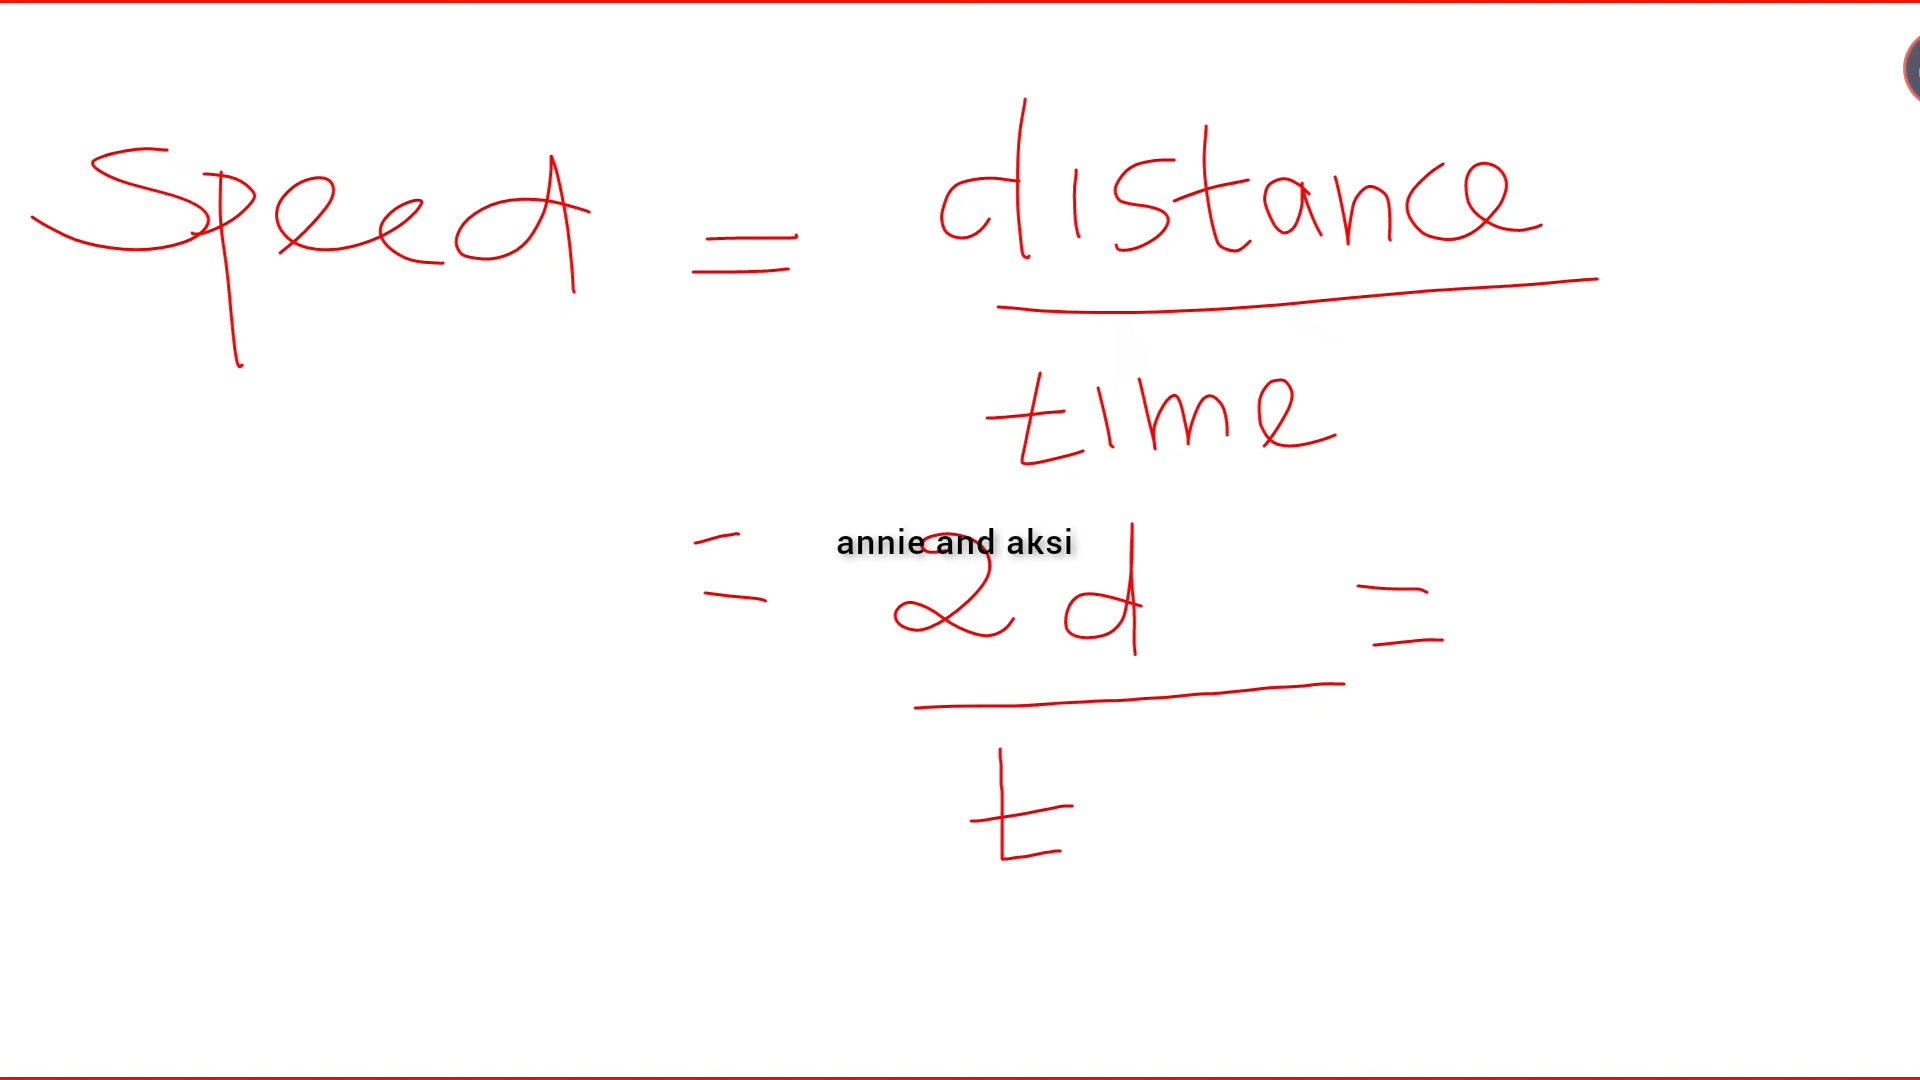 Speed = distance
time
= 2d =
t
annie and aksi